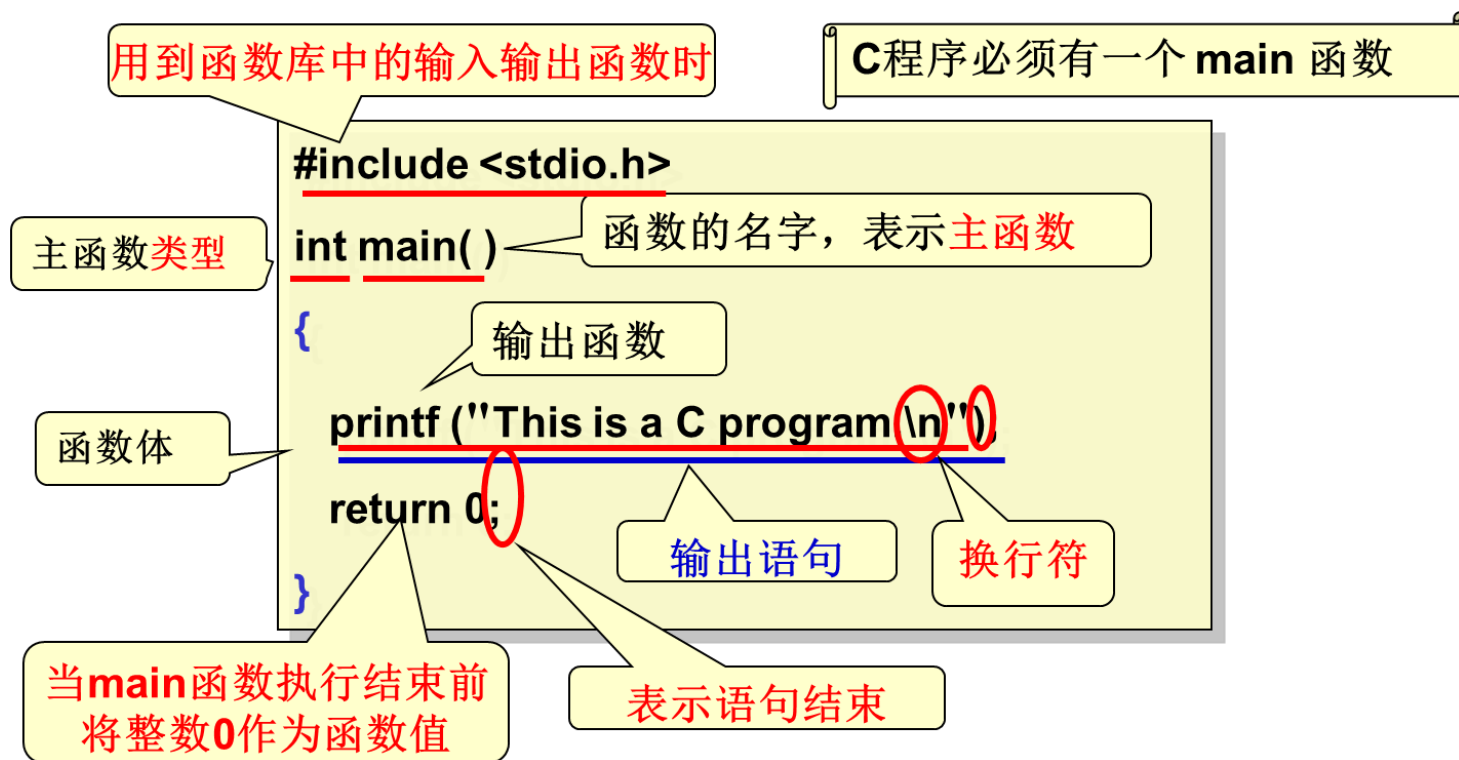 用到函数库中的输入输出函数时
C程序必须有一个 main 函数
#include <stdio.h>
函数的名字，表示主函数
主函数类型
int main( )
{
输出函数
printf ("This is a C program \n");
函数体
return 0;
输出语句
换行符
}
当main函数执行结束前
将整数0作为函数值
表示语句结束